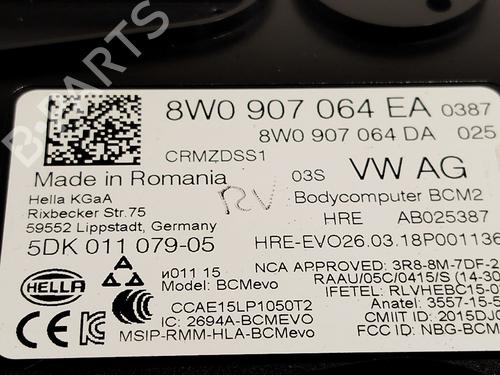 8W0 907 064 EA 0387
8W0 907 064 DA 025
CRMZDSS1
03S VW AG
Made in Romania
Hella KGaA
Rixbecker Str.75
59552 Lippstadt, Germany
RV
Bodycomputer BCM2
HRE AB025387
5DK 011 079-05
HRE-EVO26.03.18P001136
HELLA
и011 15
Model: BCMevo
NCA APPROVED: 3R8-8M-7DF-2
RAAU/05C/0415/S (14-30
IFETEL: RLVHEBC15-0
CCAE15LP1050T2
Anatel: 3557-15-5
IC: 2694A-BCMEVO
CMIIT ID: 2015DJ0
MSIP-RMM-HLA-BCMevo
FCC ID: NBG-BCM
B-PARTS